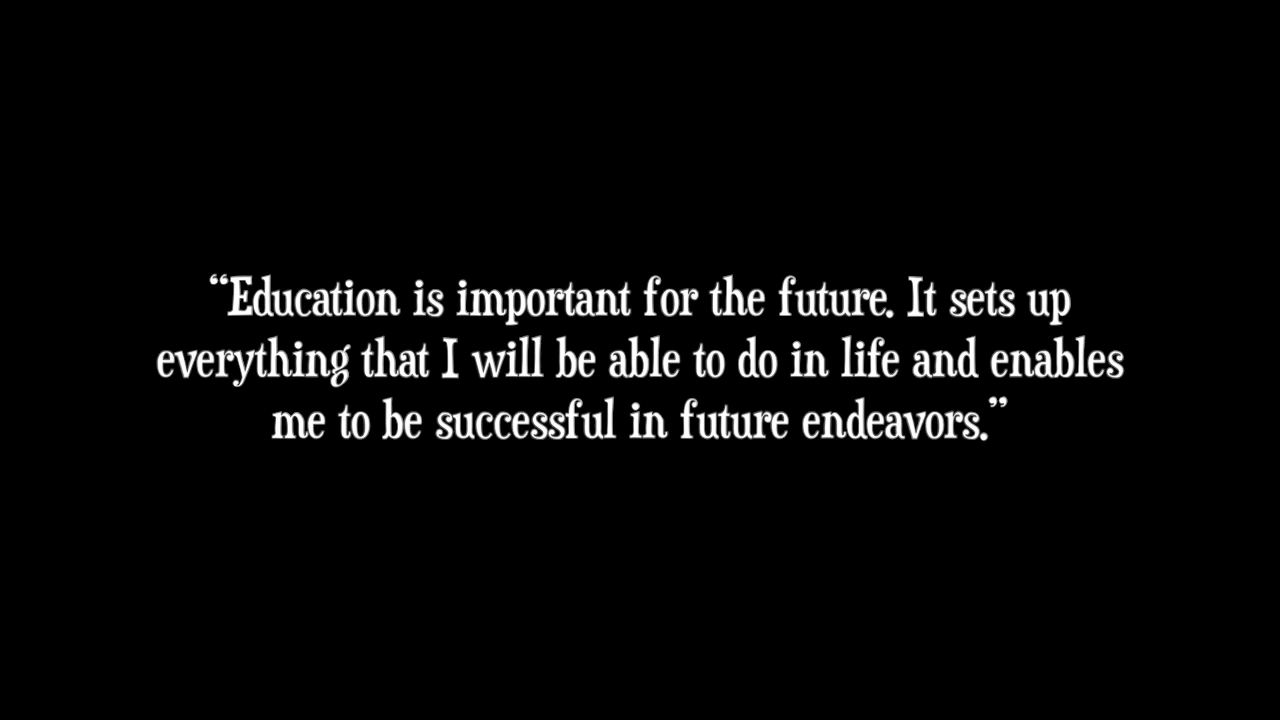 “Education is important for the future. It sets up
everything that I will be able to do in life and enables
me to be successful in future endeavors.”